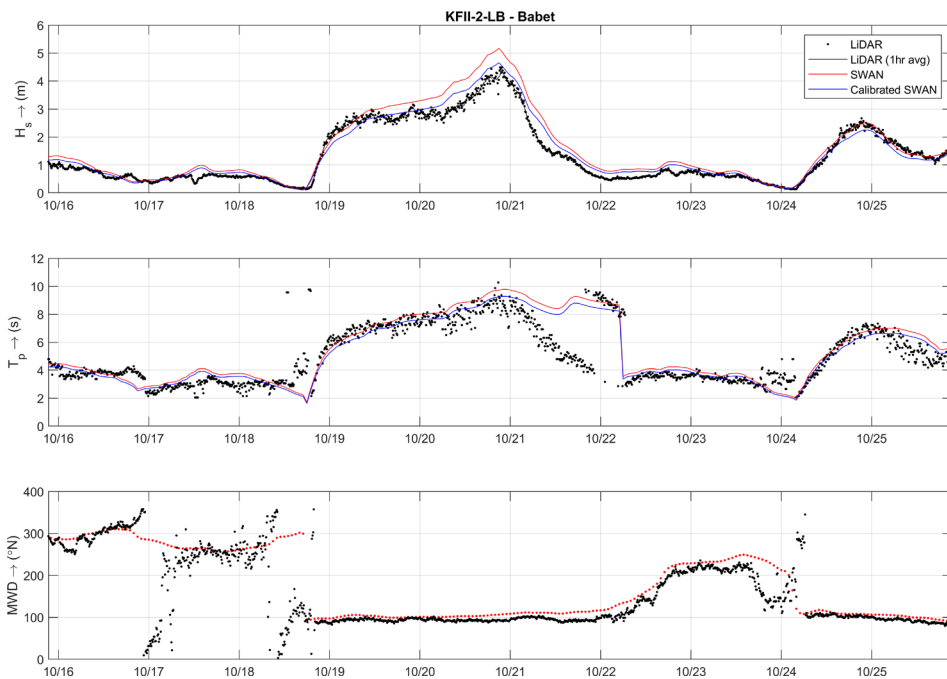 KFII-2-LB - Babet
6
5
4
3
2
1
0
H_s → (m)
LiDAR
LiDAR (1hr avg)
SWAN
Calibrated SWAN
10/16 10/17 10/18 10/19 10/20 10/21 10/22 10/23 10/24 10/25
12
10
8
6
4
2
0
T_p → (s)
10/16 10/17 10/18 10/19 10/20 10/21 10/22 10/23 10/24 10/25
400
300
200
100
0
MWD → (°N)
10/16 10/17 10/18 10/19 10/20 10/21 10/22 10/23 10/24 10/25